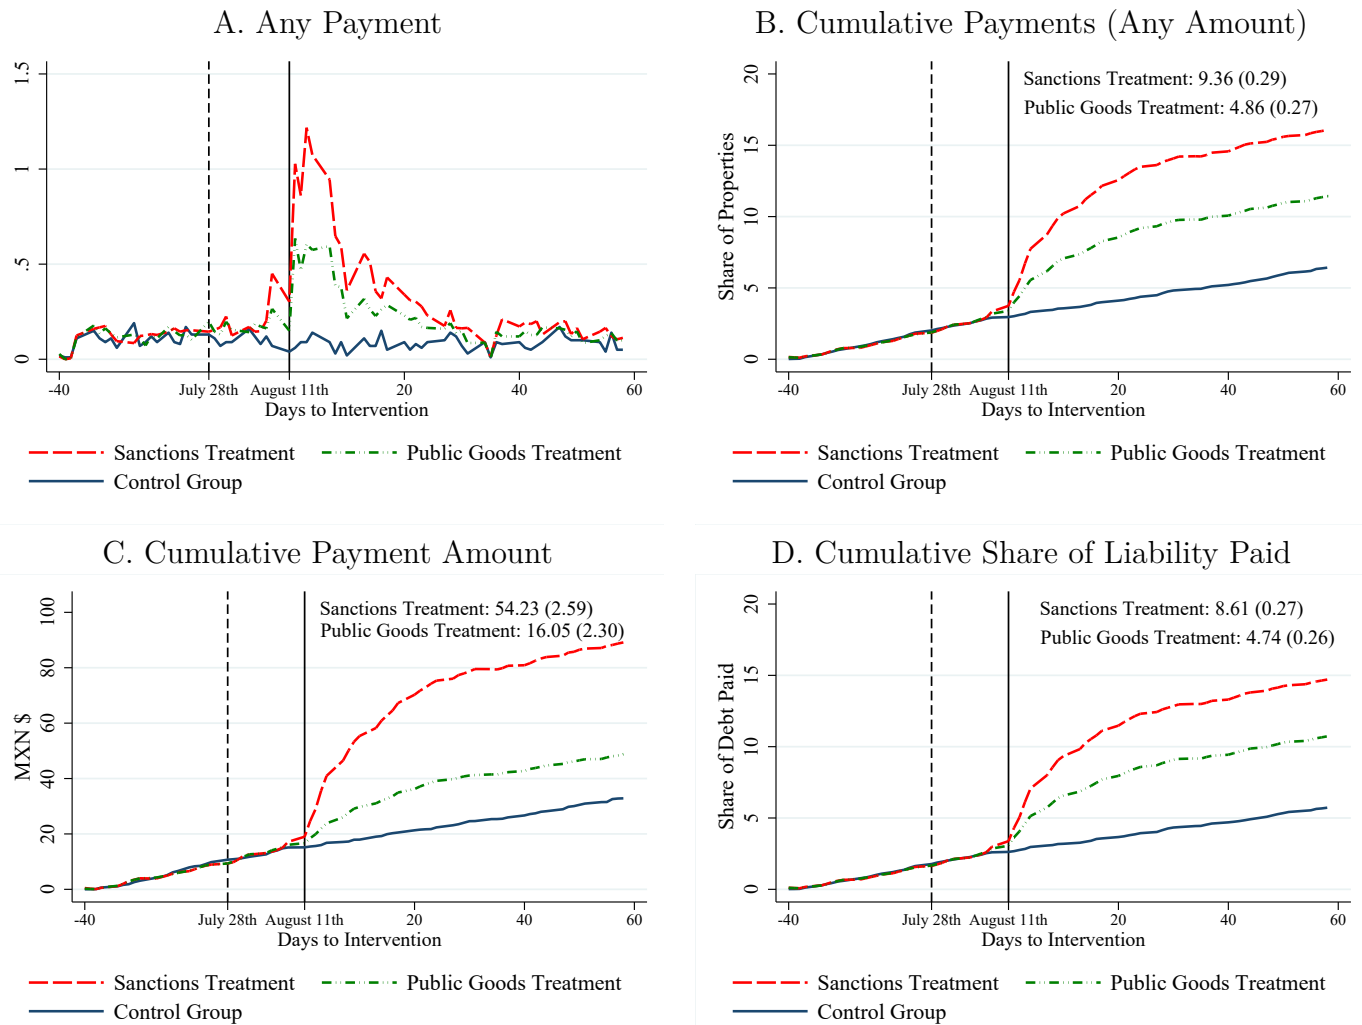 A. Any Payment
1.5
1
.5
0
-40
July 28th
August 11th
20
40
60
Days to Intervention
Sanctions Treatment
Public Goods Treatment
Control Group
B. Cumulative Payments (Any Amount)
Sanctions Treatment: 9.36 (0.29)
Public Goods Treatment: 4.86 (0.27)
Share of Properties
20
15
10
5
0
-40
July 28th
August 11th
20
40
60
Days to Intervention
Sanctions Treatment
Public Goods Treatment
Control Group
C. Cumulative Payment Amount
Sanctions Treatment: 54.23 (2.59)
Public Goods Treatment: 16.05 (2.30)
MXN $
100
80
60
40
20
0
-40
July 28th
August 11th
20
40
60
Days to Intervention
Sanctions Treatment
Public Goods Treatment
Control Group
D. Cumulative Share of Liability Paid
Sanctions Treatment: 8.61 (0.27)
Public Goods Treatment: 4.74 (0.26)
Share of Debt Paid
20
15
10
5
0
-40
July 28th
August 11th
20
40
60
Days to Intervention
Sanctions Treatment
Public Goods Treatment
Control Group